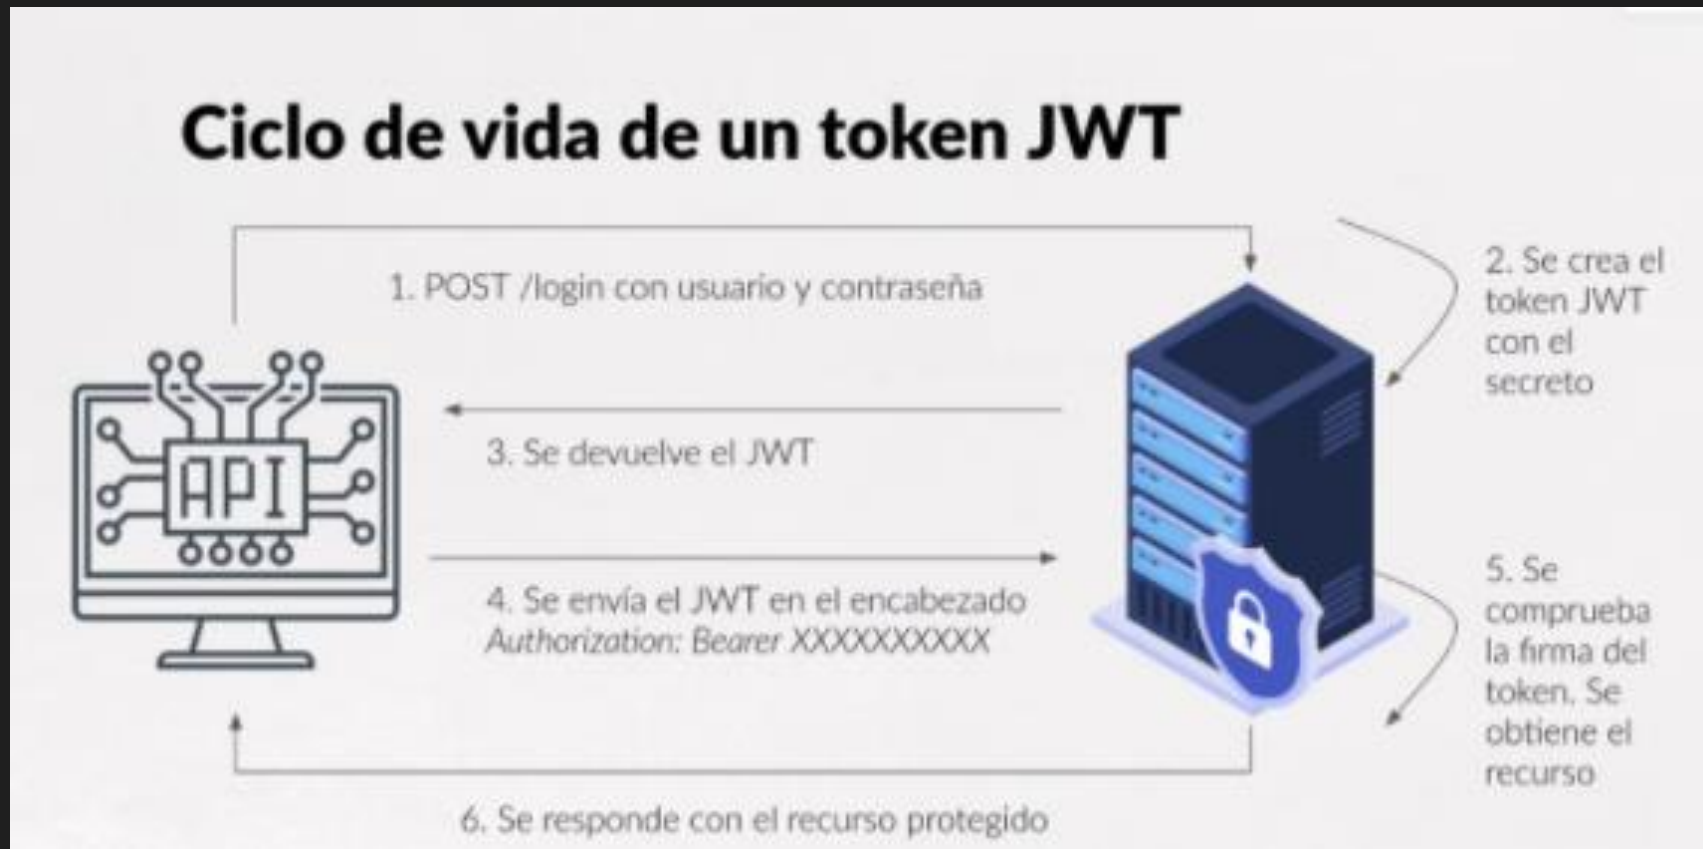 Ciclo de vida de un token JWT
1. POST /login con usuario y contraseña
2. Se crea el
token JWT
con el
secreto
API
3. Se devuelve el JWT
4. Se envía el JWT en el encabezado
Authorization: Bearer XXXXXXXXXX
5. Se
comprueba
la firma del
token. Se
obtiene el
recurso
6. Se responde con el recurso protegido